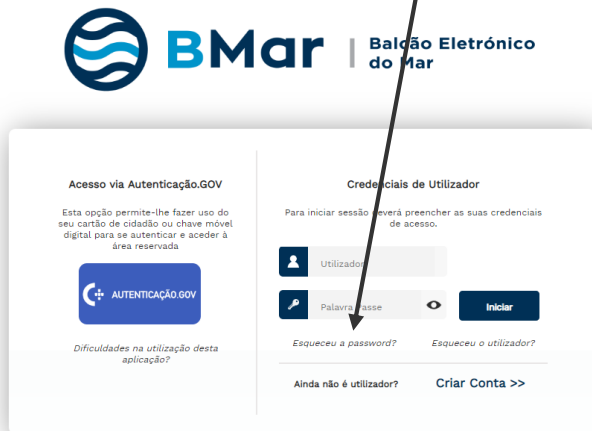 BMar | Balcão Eletrónico
do Mar
Acesso via Autenticação.GOV
Esta opção permite-lhe fazer uso do
seu cartão de cidadão ou chave móvel
digital para se autenticar e aceder à
área reservada
AUTENTICAÇÃO.GOV
Dificuldades na utilização desta
aplicação?
Credenciais de Utilizador
Para iniciar sessão deverá preencher as suas credenciais
de acesso.
Utilizador
Palavra Passe
Iniciar
Esqueceu a password?
Esqueceu o utilizador?
Ainda não é utilizador?
Criar Conta >>